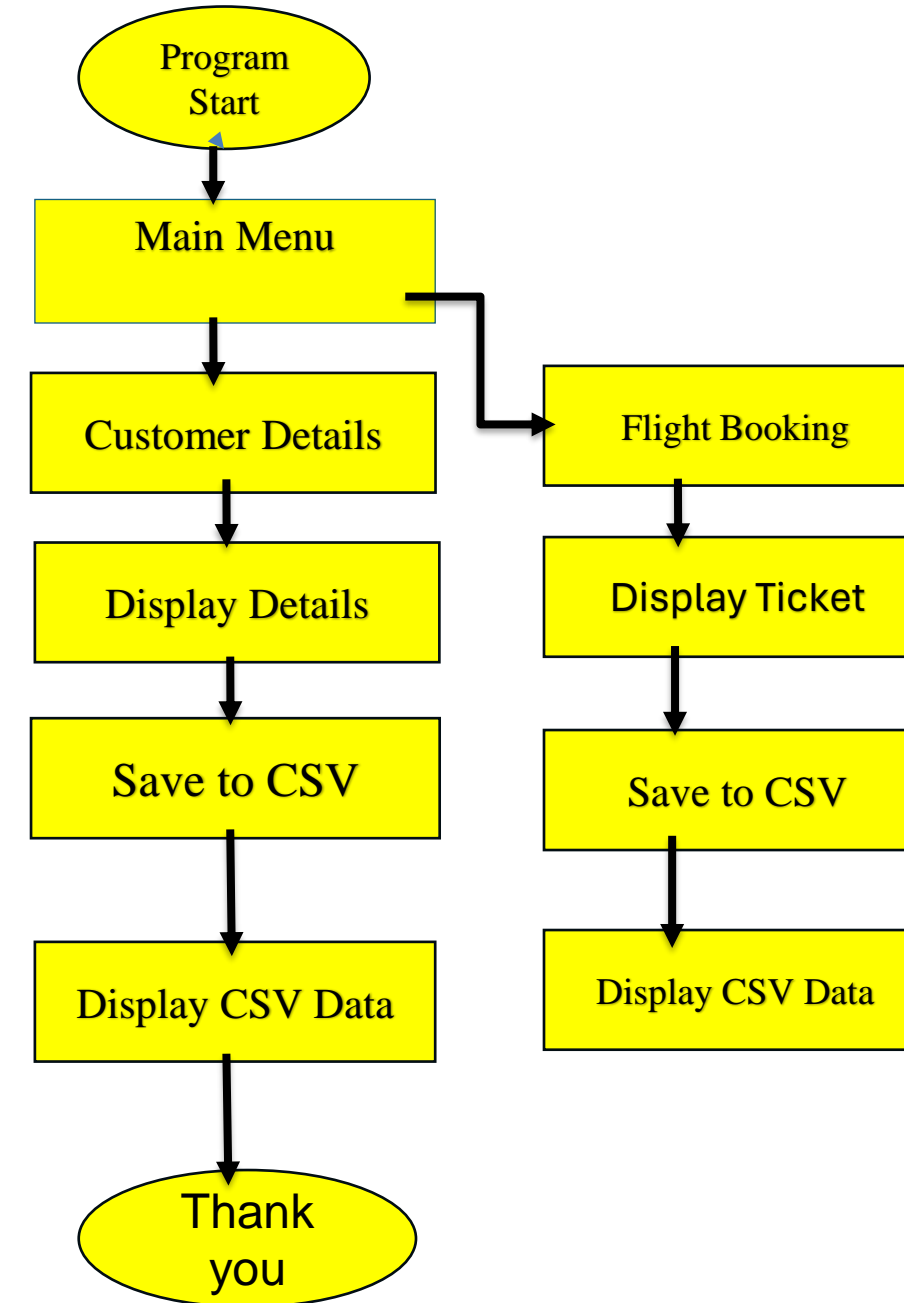 Program
Start
Main Menu
Customer Details
Display Details
Save to CSV
Display CSV Data
Thank
you
Flight Booking
Display Ticket
Save to CSV
Display CSV Data